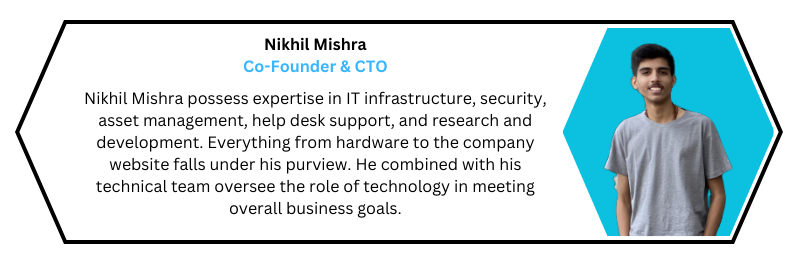 Nikhil Mishra
Co-Founder & CTO
Nikhil Mishra possess expertise in IT infrastructure, security,
asset management, help desk support, and research and
development. Everything from hardware to the company
website falls under his purview. He combined with his
technical team oversee the role of technology in meeting
overall business goals.